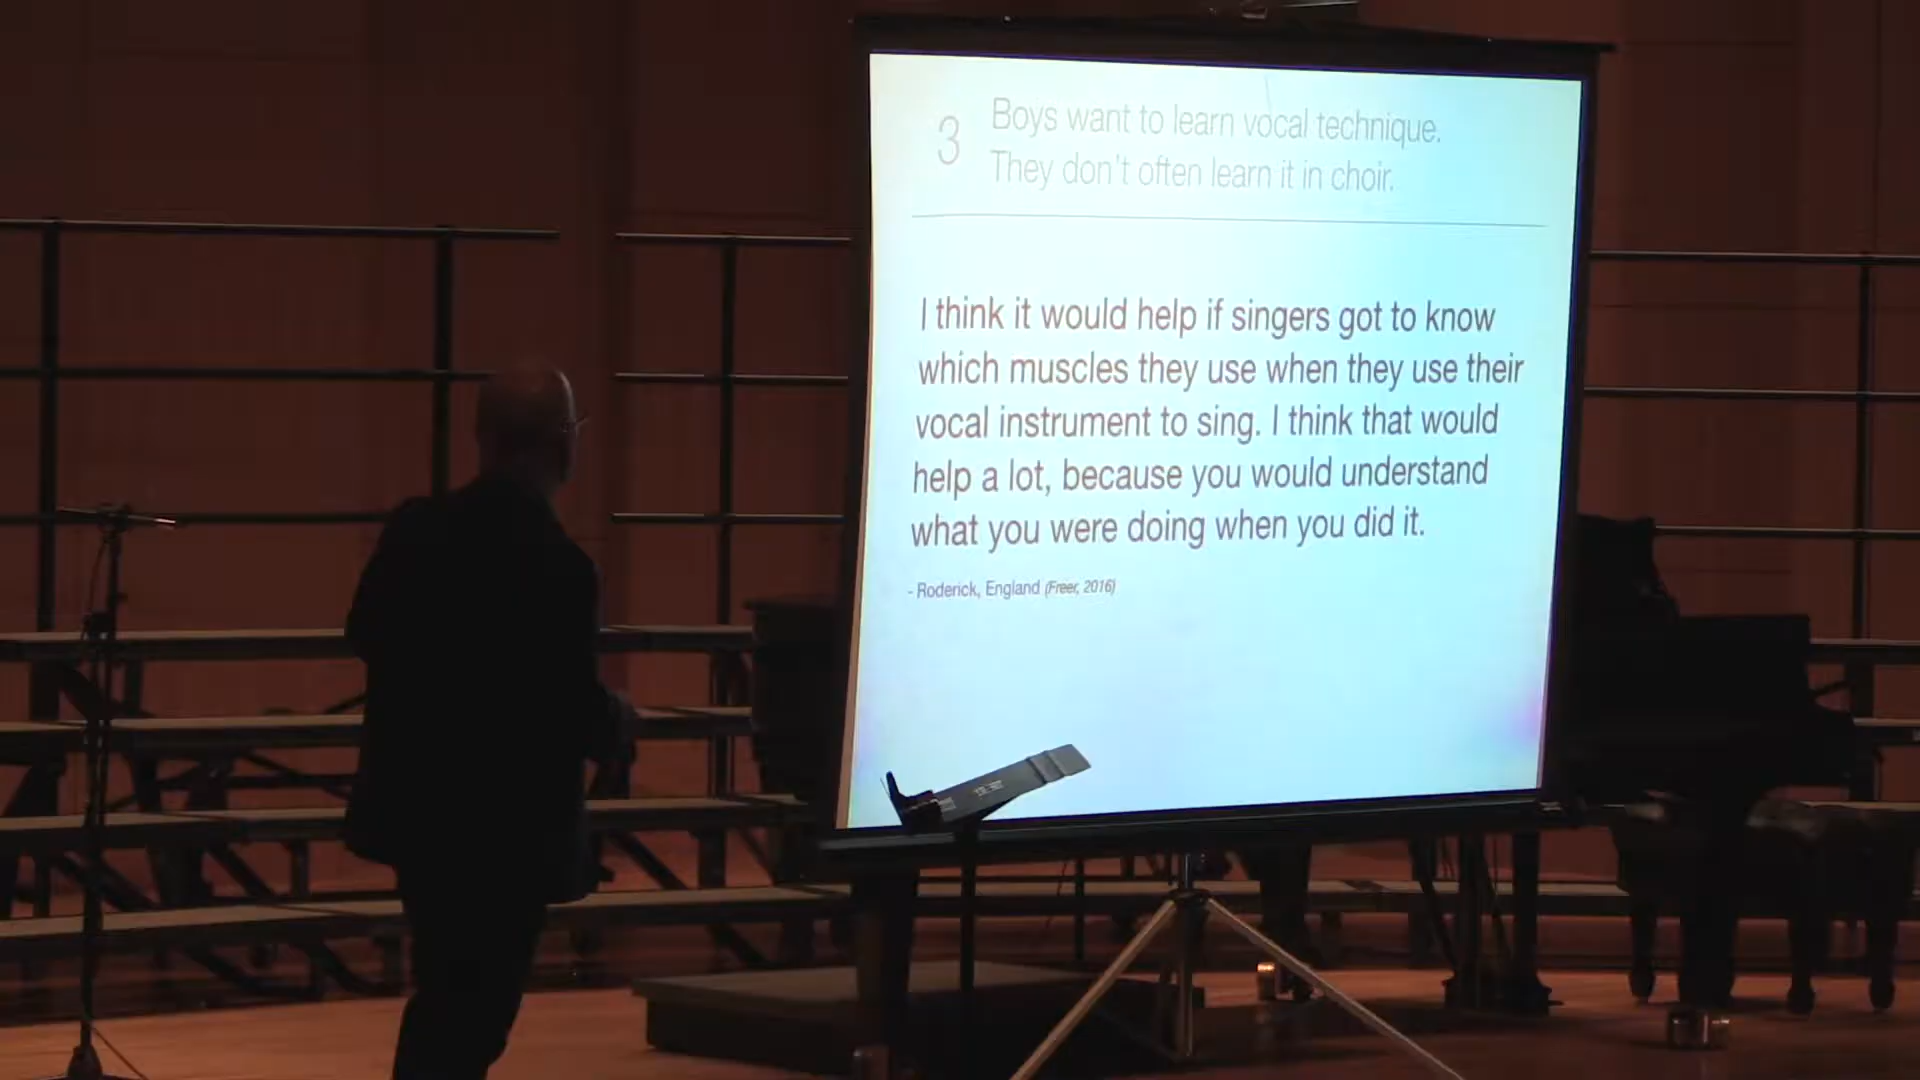 3
Boys want to learn vocal technique.
They don't often learn it in choir.
I think it would help if singers got to know
which muscles they use when they use their
vocal instrument to sing. I think that would
help a lot, because you would understand
what you were doing when you did it.
- Roderick, England (Freer, 2016)